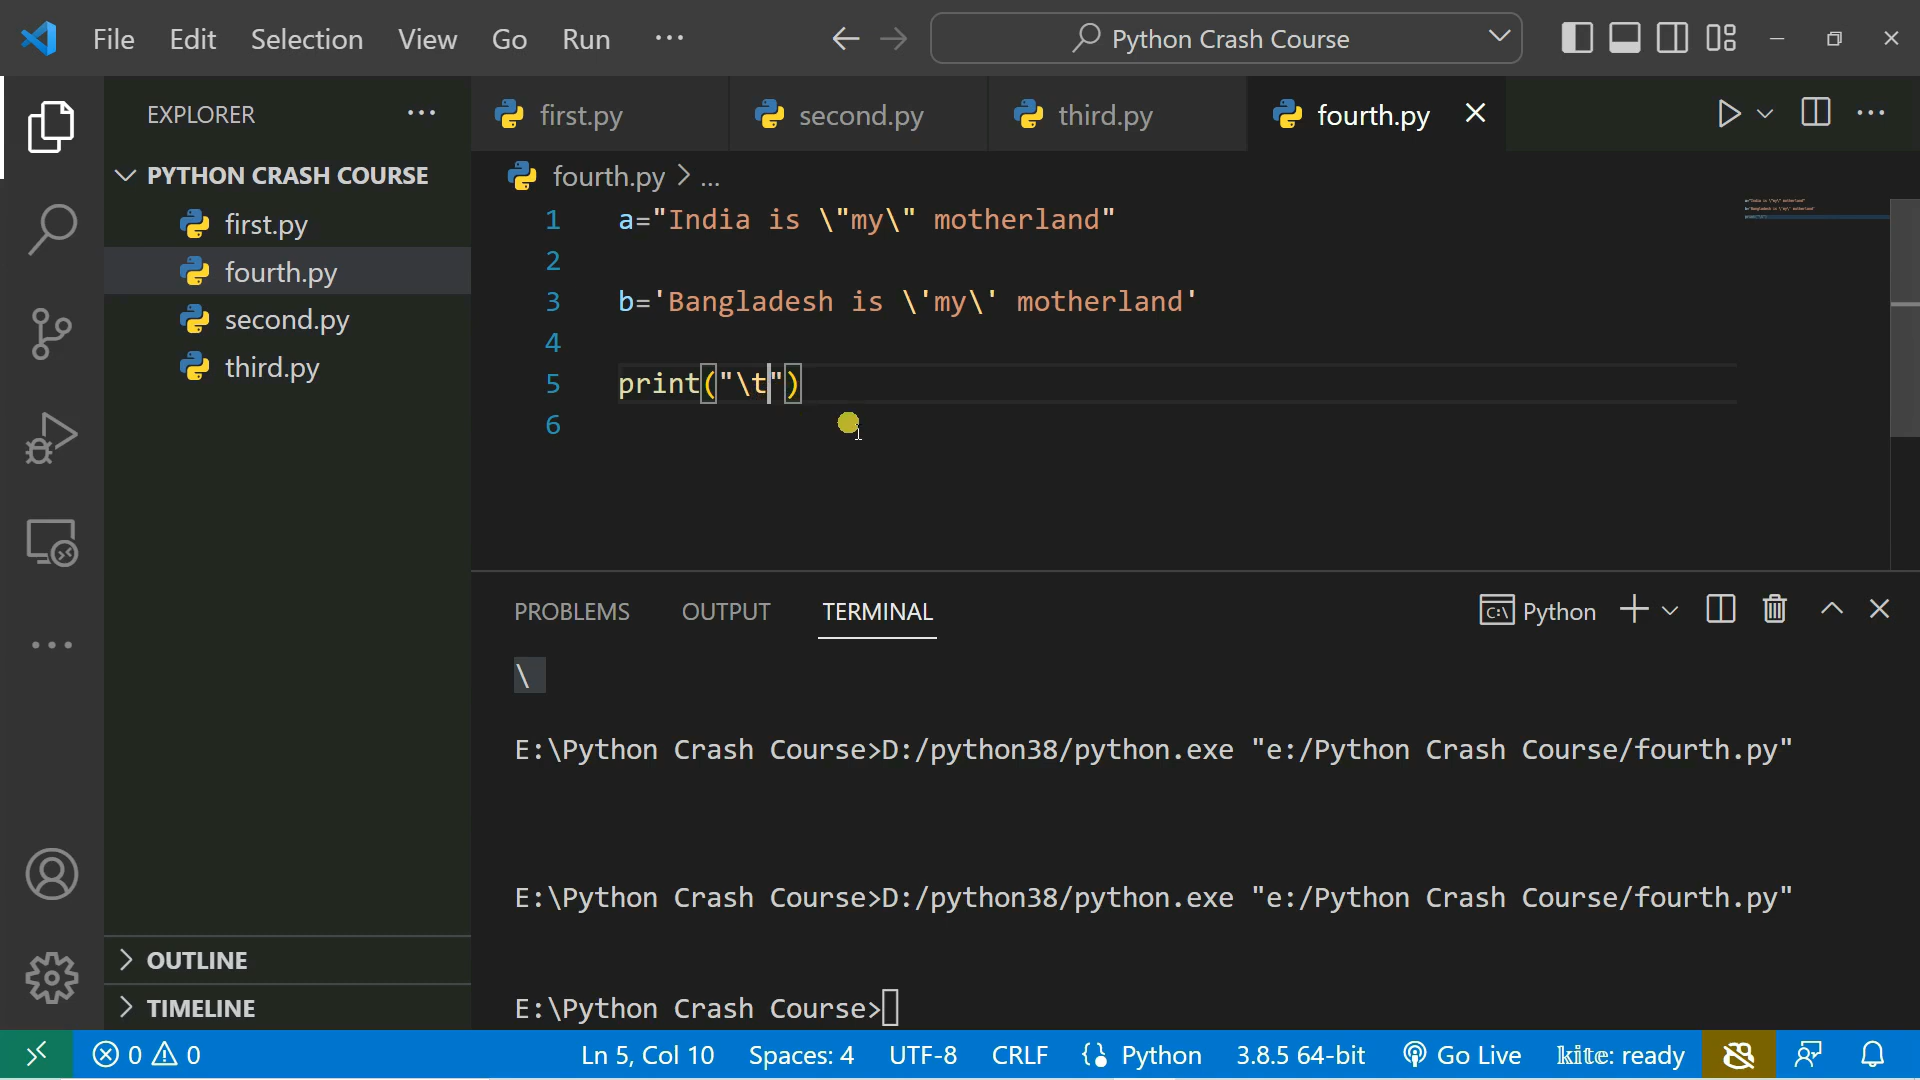 File Edit Selection View Go Run ··· Python Crash Course
EXPLORER ···
PYTHON CRASH COURSE
first.py
fourth.py
second.py
third.py
OUTLINE
TIMELINE
first.py second.py third.py fourth.py
fourth.py > ...
1 a="India is \"my\" motherland"
2
3 b='Bangladesh is \'my\' motherland'
4
5 print("\t")
6
PROBLEMS OUTPUT TERMINAL Python
\
E:\Python Crash Course>D:/python38/python.exe "e:/Python Crash Course/fourth.py"
E:\Python Crash Course>D:/python38/python.exe "e:/Python Crash Course/fourth.py"
E:\Python Crash Course>
0 0 Ln 5, Col 10 Spaces: 4 UTF-8 CRLF Python 3.8.5 64-bit Go Live kite: ready